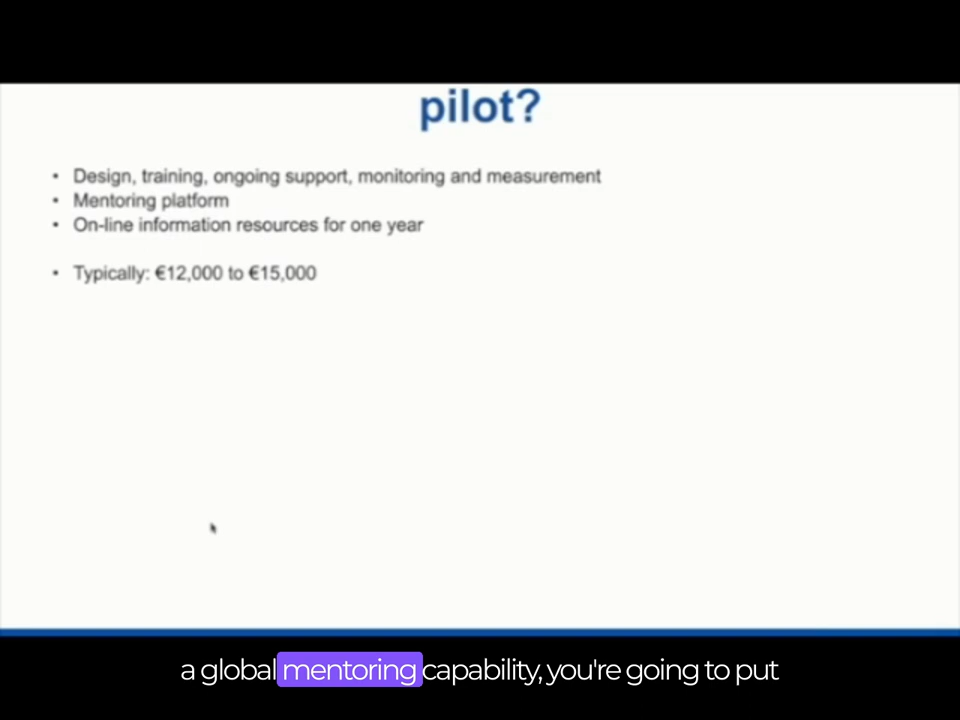 pilot?
• Design, training, ongoing support, monitoring and measurement
• Mentoring platform
• On-line information resources for one year
• Typically: €12,000 to €15,000
a global mentoring capability, you're going to put